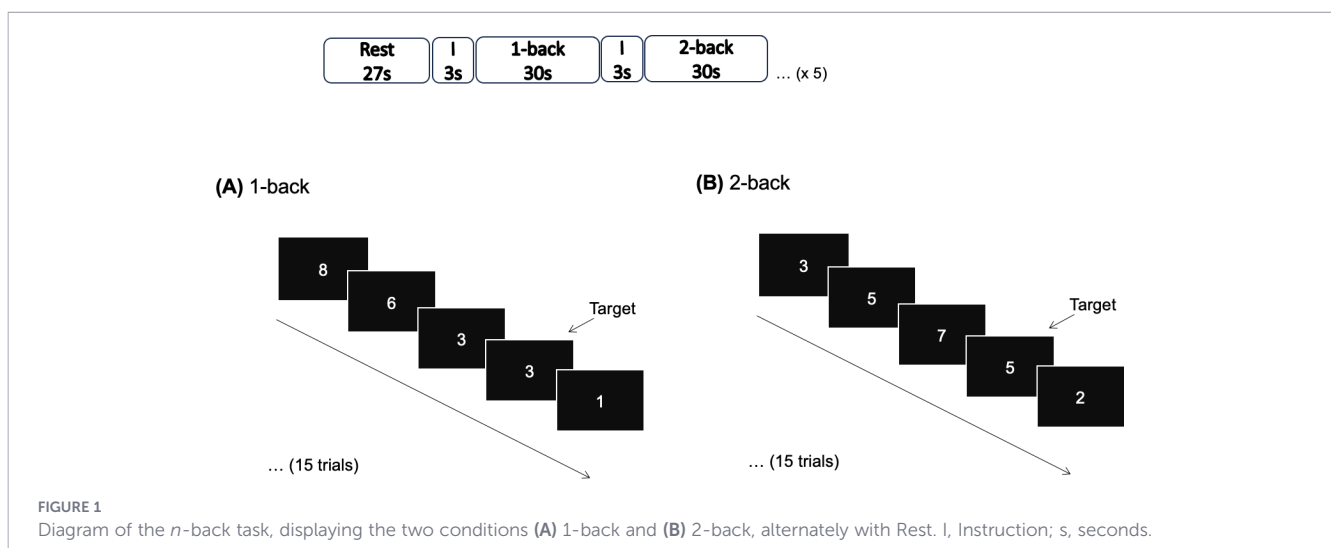 Rest I 1-back I 2-back
27s 3s 30s 3s 30s ... (x 5)
(A) 1-back
8
6
3
Target
3
1
... (15 trials)
(B) 2-back
3
5
7
Target
5
2
... (15 trials)
FIGURE 1
Diagram of the n-back task, displaying the two conditions (A) 1-back and (B) 2-back, alternately with Rest. I, Instruction; s, seconds.